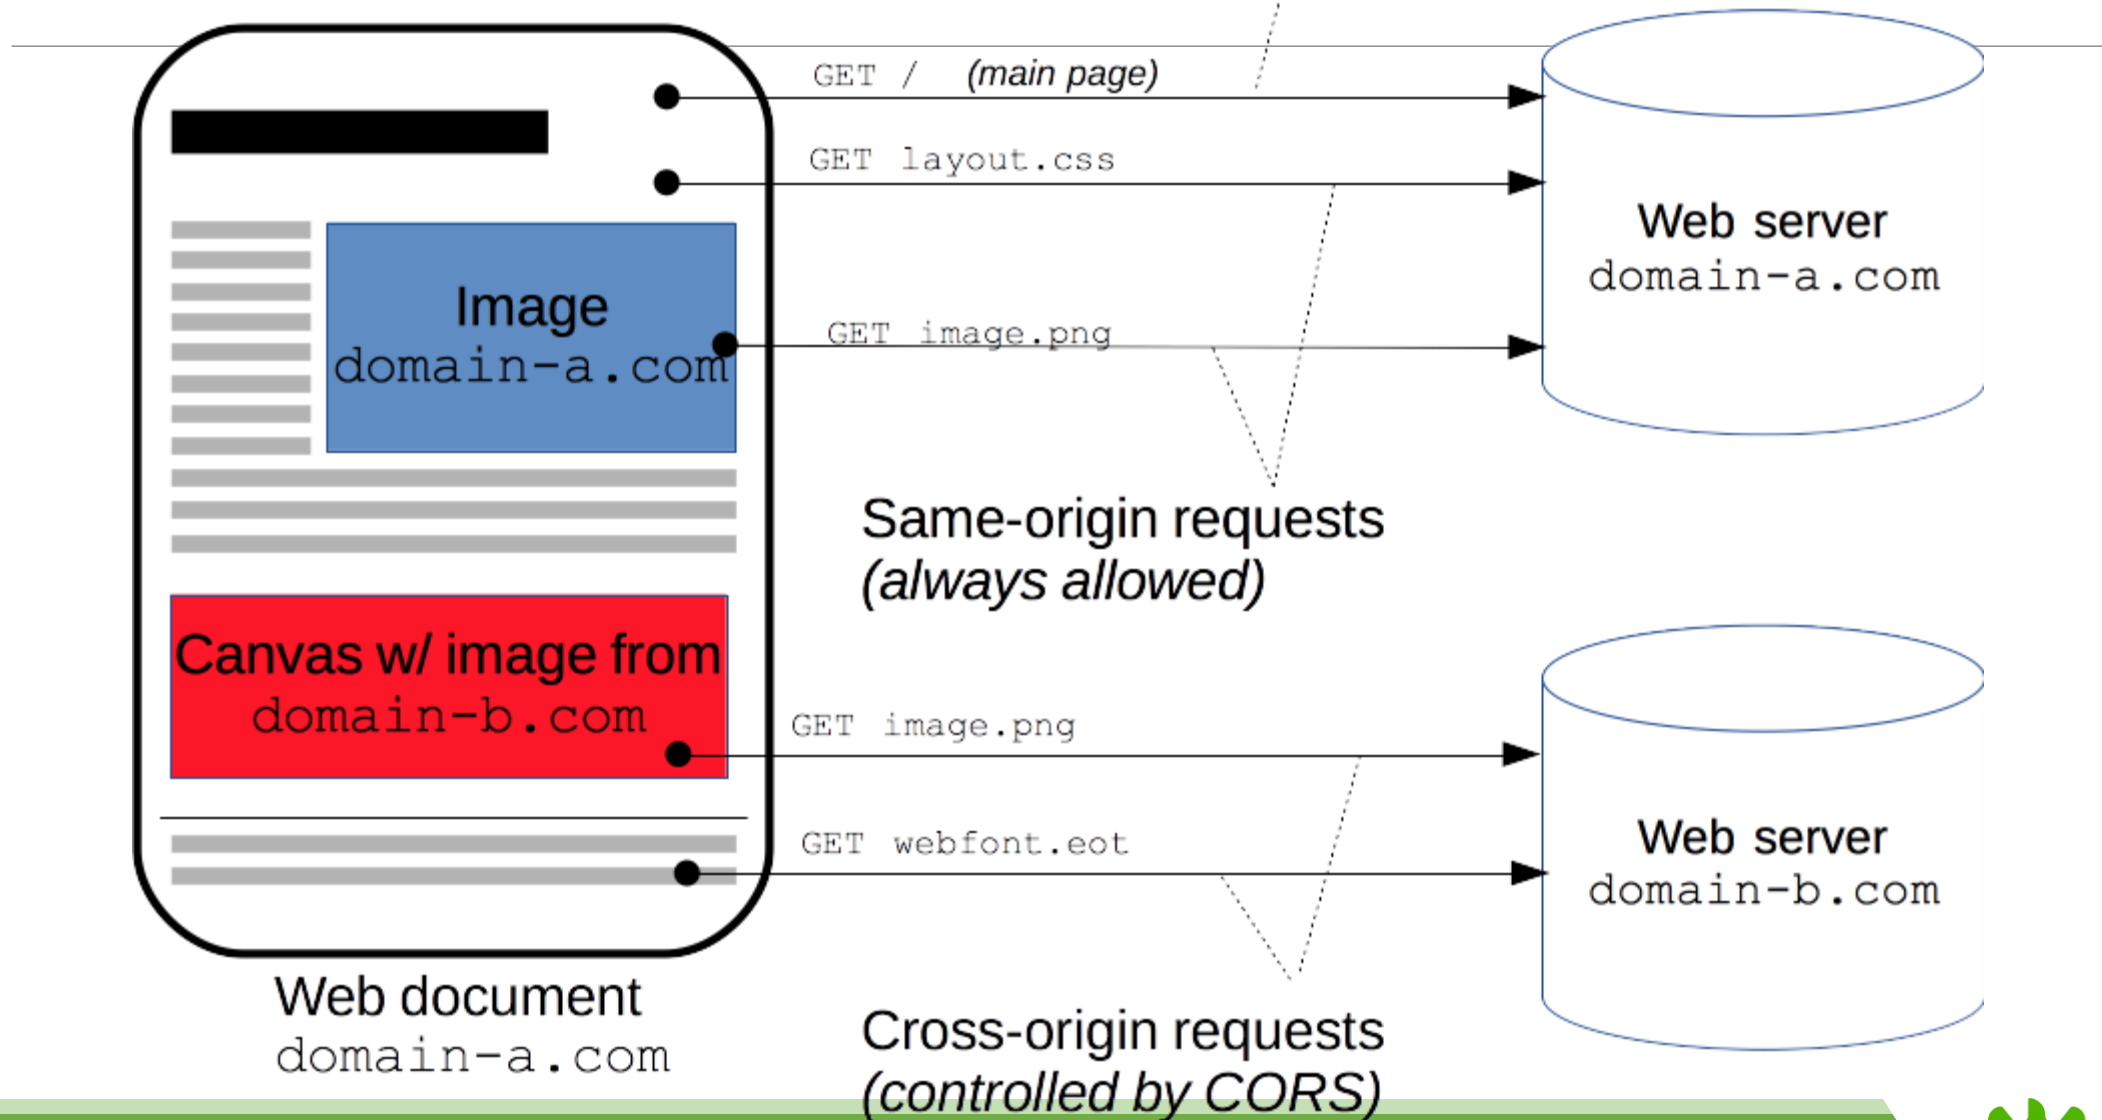 GET / (main page)
GET layout.css
Web server
domain-a.com
Image
domain-a.com
GET image.png
Same-origin requests
(always allowed)
Canvas w/ image from
domain-b.com
GET image.png
GET webfont.eot
Web server
domain-b.com
Web document
domain-a.com
Cross-origin requests
(controlled by CORS)